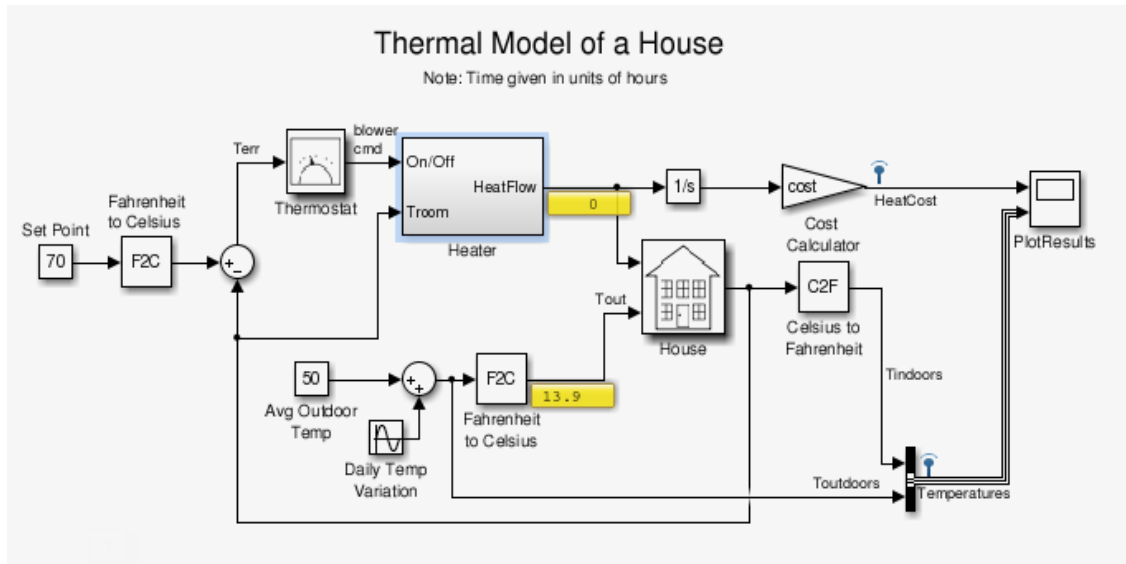 Thermal Model of a House
Note: Time given in units of hours
blower
cmd
Terr
On/Off
HeatFlow
Troom
0
1/s
cost
HeatCost
Thermostat
Heater
Cost
Calculator
PlotResults
Fahrenheit
to Celsius
Set Point
70
F2C
+
-
Tout
House
C2F
Celsius to
Fahrenheit
Tindoors
50
+
+
F2C
13.9
Avg Outdoor
Temp
Fahrenheit
to Celsius
Daily Temp
Variation
Toutdoors
Temperatures